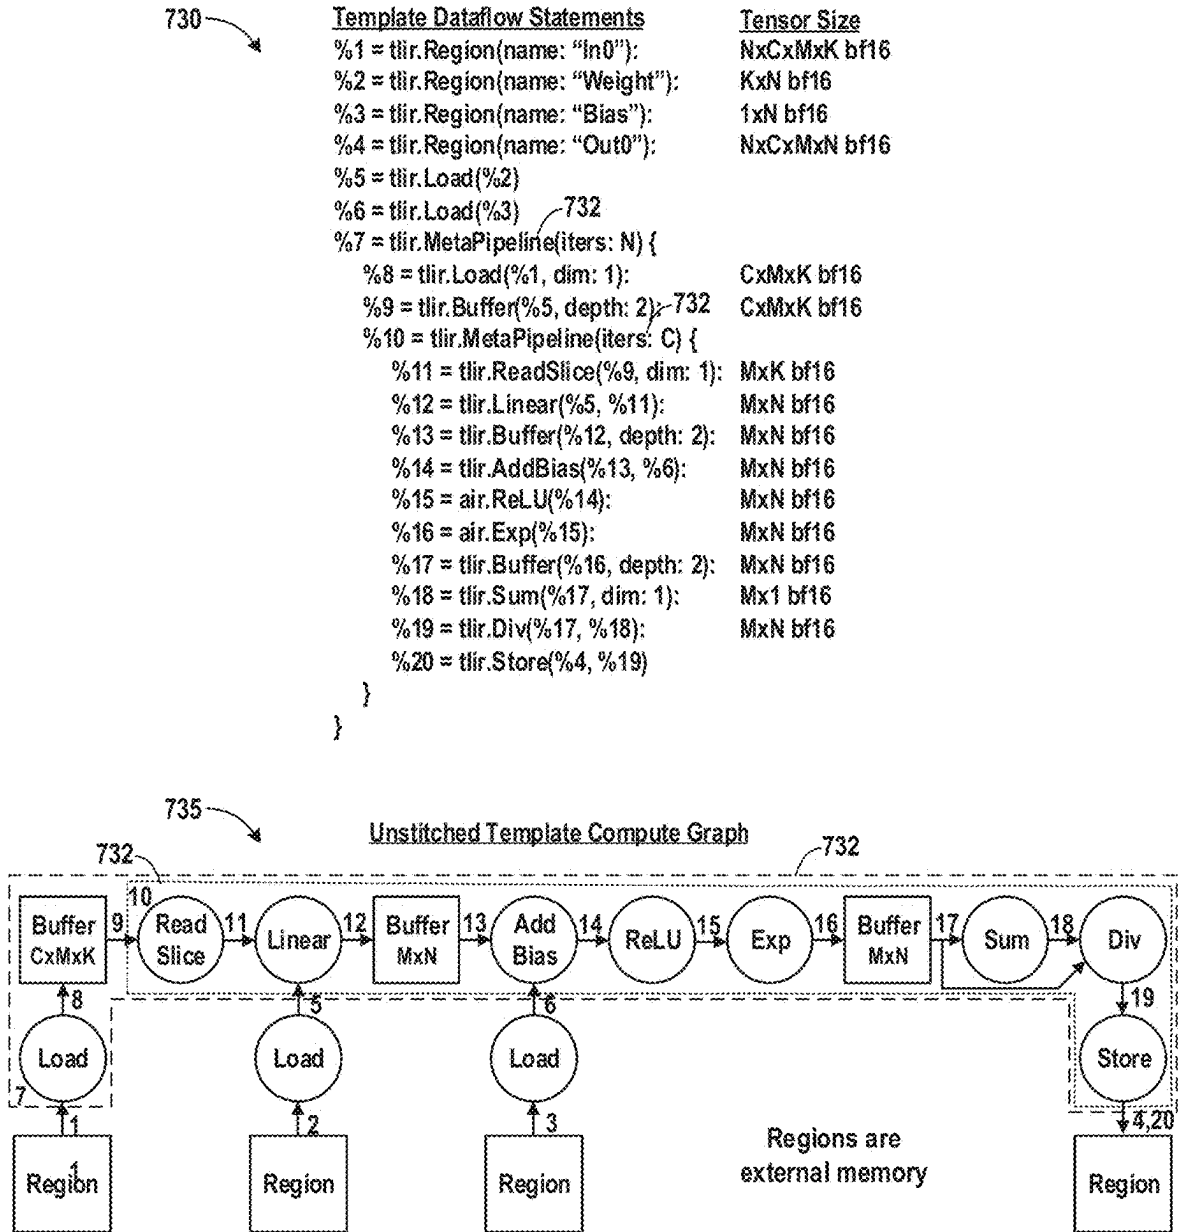 730
Template Dataflow Statements Tensor Size
%1 = tlir.Region(name: “In0”): NxCxMxK bf16
%2 = tlir.Region(name: “Weight”): KxN bf16
%3 = tlir.Region(name: “Bias”): 1xN bf16
%4 = tlir.Region(name: “Out0”): NxCxMxN bf16
%5 = tlir.Load(%2)
%6 = tlir.Load(%3) 732
%7 = tlir.MetaPipeline(iters: N) {
%8 = tlir.Load(%1, dim: 1): CxMxK bf16
%9 = tlir.Buffer(%5, depth: 2): 732 CxMxK bf16
%10 = tlir.MetaPipeline(iters: C) {
%11 = tlir.ReadSlice(%9, dim: 1): MxK bf16
%12 = tlir.Linear(%5, %11): MxN bf16
%13 = tlir.Buffer(%12, depth: 2): MxN bf16
%14 = tlir.AddBias(%13, %6): MxN bf16
%15 = air.ReLU(%14): MxN bf16
%16 = air.Exp(%15): MxN bf16
%17 = tlir.Buffer(%16, depth: 2): MxN bf16
%18 = tlir.Sum(%17, dim: 1): Mx1 bf16
%19 = tlir.Div(%17, %18): MxN bf16
%20 = tlir.Store(%4, %19)
}
}
735
Unstitched Template Compute Graph
732 732
10
Buffer 9 Read 11 Linear 12 Buffer 13 Add 14 ReLU 15 Exp 16 Buffer 17 Sum 18 Div
CxMxK Slice MxN Bias MxN
8 5 6 19
Load Load Load Store
7
1 2 3 4,20
Regions are
external memory
1
Region Region Region Region